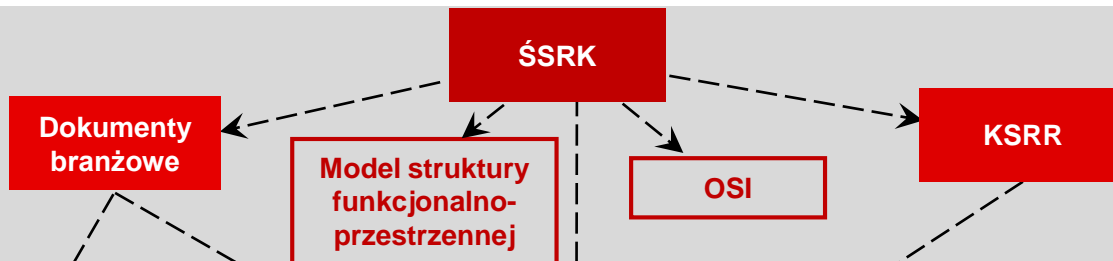 ŚSRK
Dokumenty
branżowe
Model struktury
funkcjonalno-
przestrzennej
OSI
KSRR